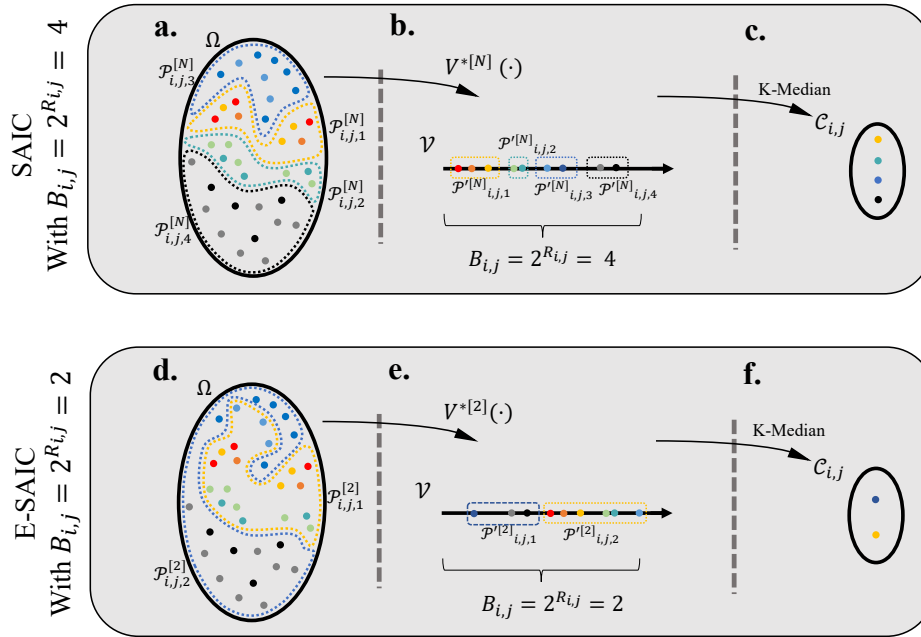 SAIC
With B_{i,j} = 2^{R_{i,j}} = 4
a.
Ω
𝒫^{[N]}_{i,j,3}
𝒫^{[N]}_{i,j,1}
𝒫^{[N]}_{i,j,2}
𝒫^{[N]}_{i,j,4}
b.
V^{*[N]}(·)
𝒱
𝒫'^{[N]}_{i,j,2}
𝒫'^{[N]}_{i,j,1}
𝒫'^{[N]}_{i,j,3}
𝒫'^{[N]}_{i,j,4}
B_{i,j} = 2^{R_{i,j}} = 4
c.
K-Median
𝒞_{i,j}
E-SAIC
With B_{i,j} = 2^{R_{i,j}} = 2
d.
Ω
𝒫^{[2]}_{i,j,1}
𝒫^{[2]}_{i,j,2}
e.
V^{*[2]}(·)
𝒱
𝒫'^{[2]}_{i,j,1}
𝒫'^{[2]}_{i,j,2}
B_{i,j} = 2^{R_{i,j}} = 2
f.
K-Median
𝒞_{i,j}